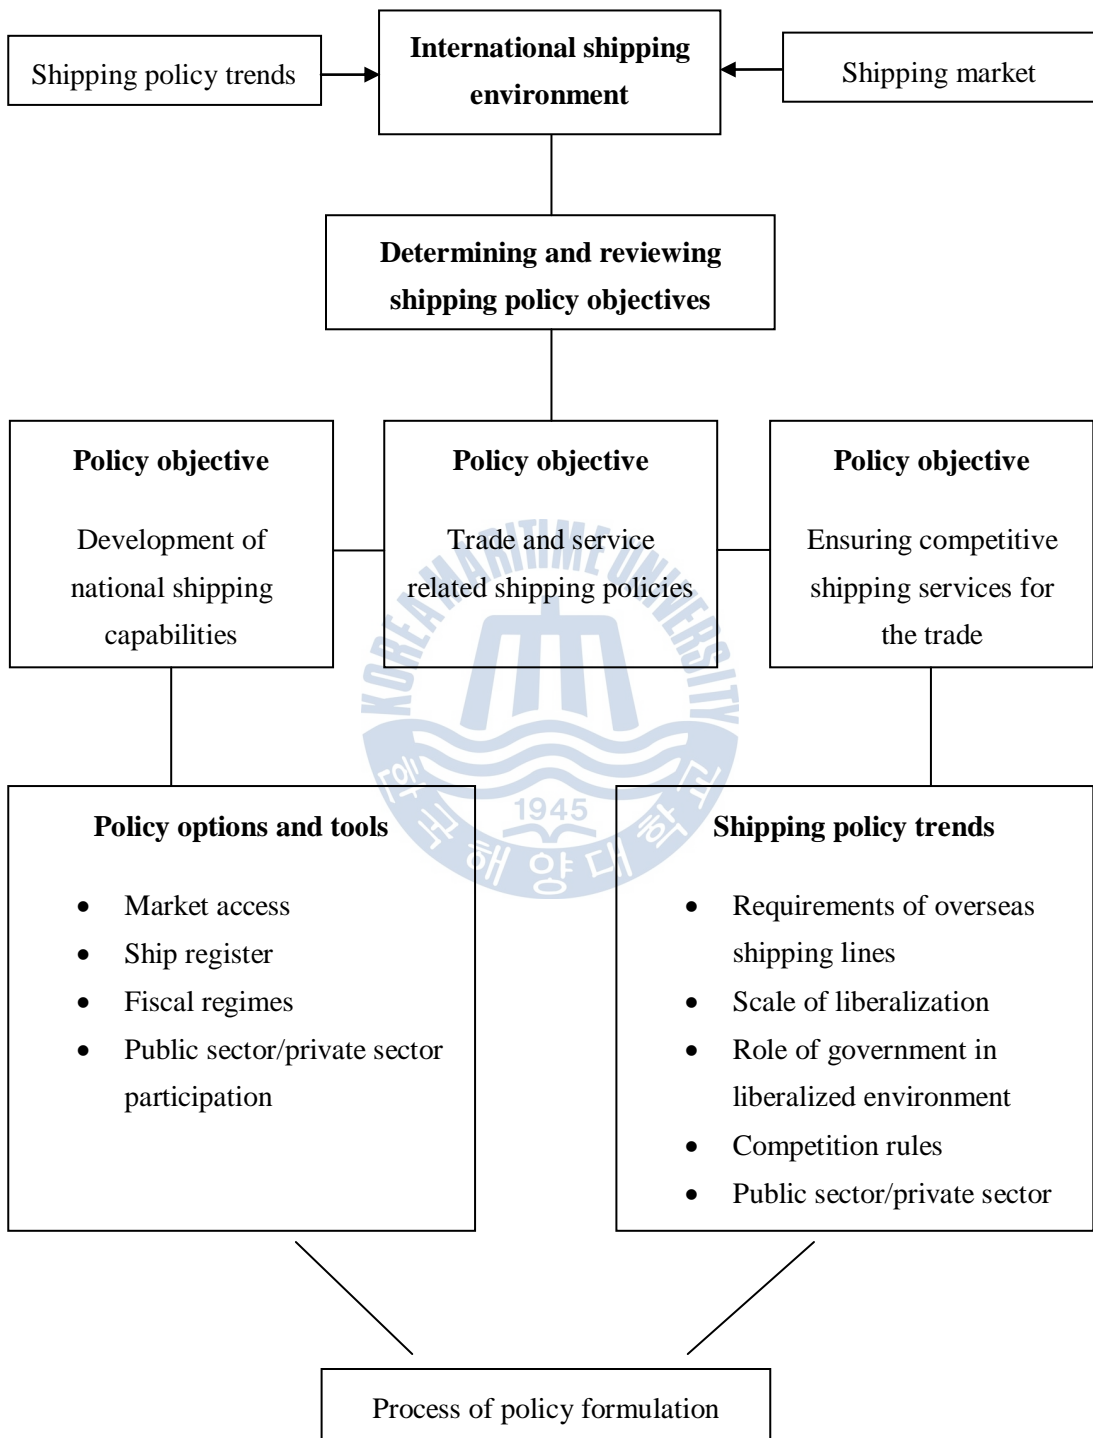 Shipping policy trends
International shipping
environment
Shipping market
Determining and reviewing
shipping policy objectives
Policy objective
Development of
national shipping
capabilities
Policy objective
Trade and service
related shipping policies
Policy objective
Ensuring competitive
shipping services for
the trade
KOREA MARITIME UNIVERSITY
1945
한국해양대학교
Policy options and tools
• Market access
• Ship register
• Fiscal regimes
• Public sector/private sector
participation
Shipping policy trends
• Requirements of overseas
shipping lines
• Scale of liberalization
• Role of government in
liberalized environment
• Competition rules
• Public sector/private sector
Process of policy formulation